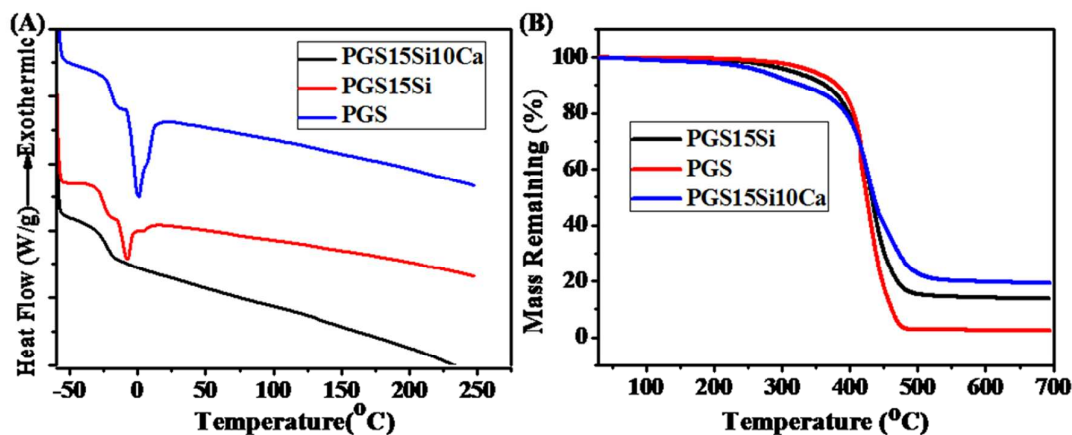 (A)
Heat Flow (W/g)→Exothermic
PGS15Si10Ca
PGS15Si
PGS
-50 0 50 100 150 200 250
Temperature(°C)
(B)
Mass Remaining (%)
100
80
60
40
20
0
PGS15Si
PGS
PGS15Si10Ca
100 200 300 400 500 600 700
Temperature (°C)